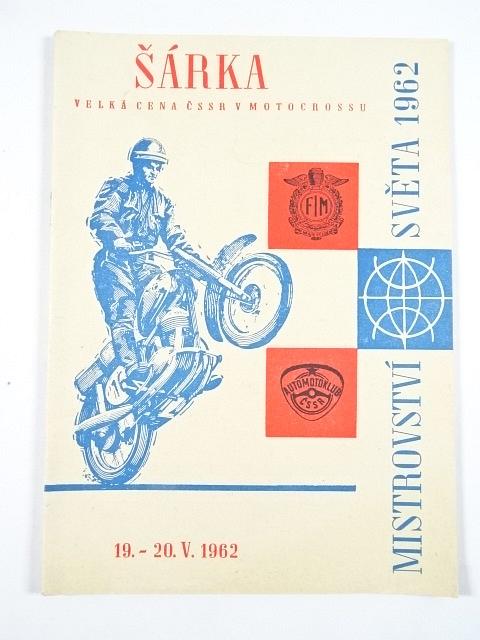 ŠÁRKA
VELKÁ CENA ČSSR V MOTOCROSSU
MISTROVSTVÍ SVĚTA 1962
FIM
AUTOMOTOKLUB
ČSSR
19. - 20. V. 1962